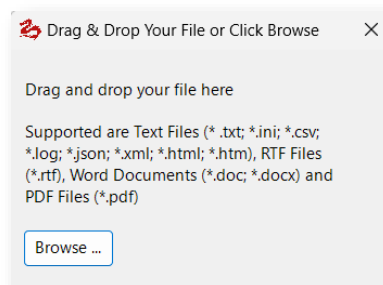 Drag & Drop Your File or Click Browse
Drag and drop your file here
Supported are Text Files (* .txt; *.ini; *.csv;
*.log; *.json; *.xml; *.html; *.htm), RTF Files
(*.rtf), Word Documents (*.doc; *.docx) and
PDF Files (*.pdf)
Browse ...